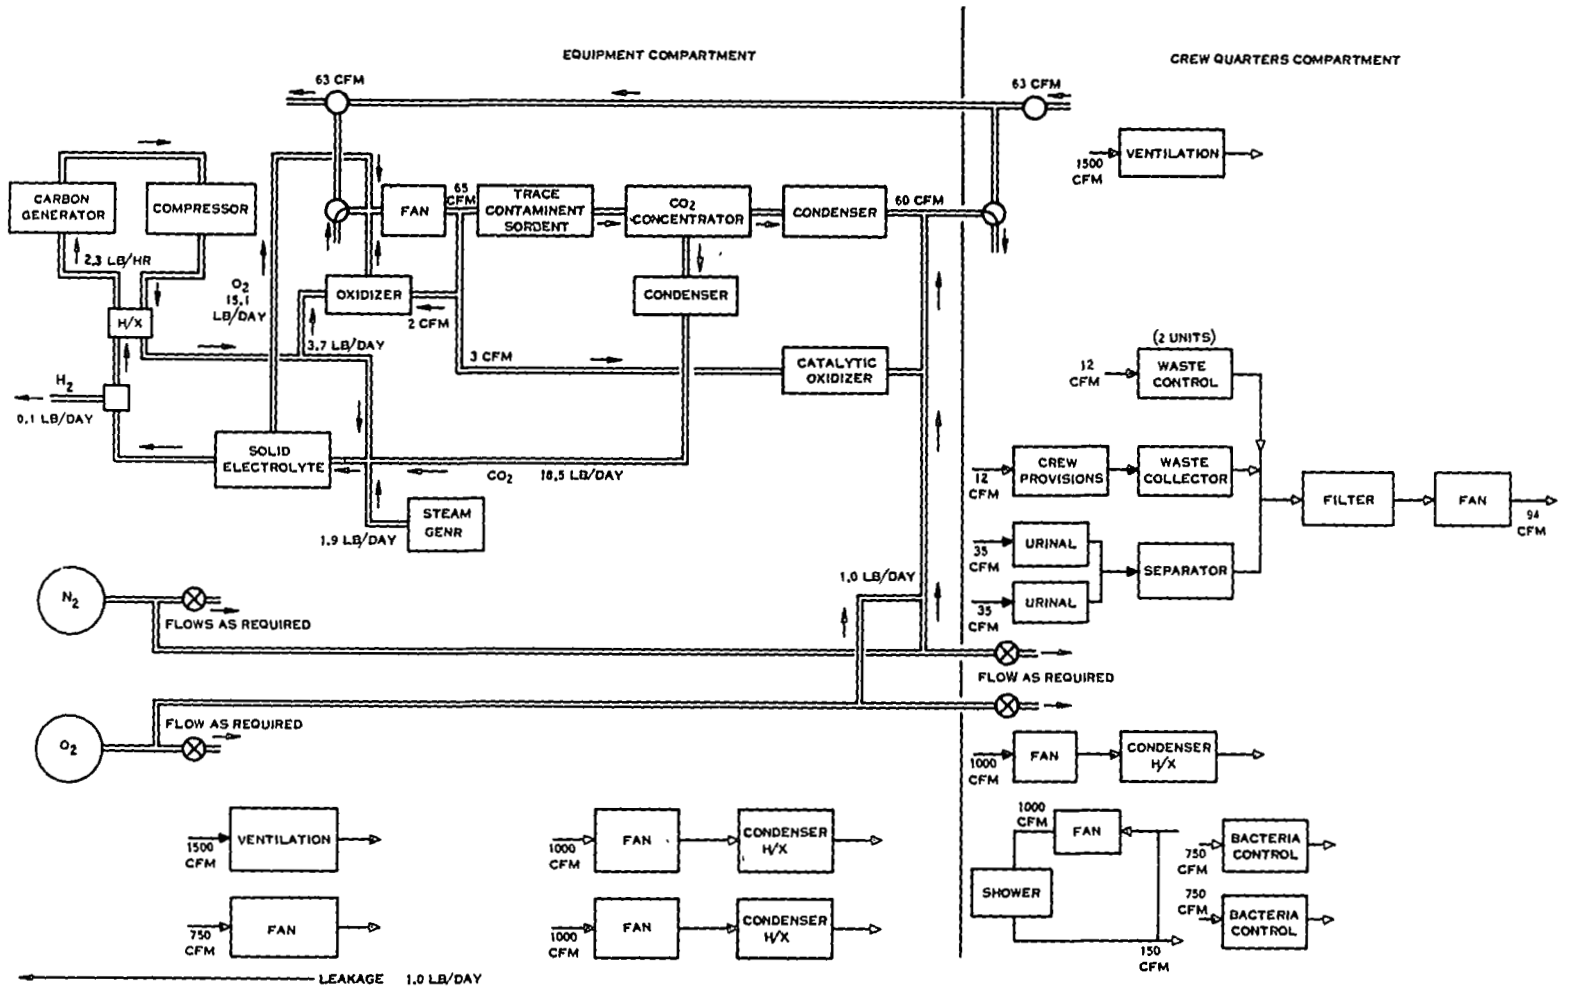 EQUIPMENT COMPARTMENT
CREW QUARTERS COMPARTMENT
63 CFM
63 CFM
1500
CFM
VENTILATION
CARBON
GENERATOR
COMPRESSOR
FAN
65
CFM
TRACE
CONTAMINENT
SORBENT
CO2
CONCENTRATOR
CONDENSER
60 CFM
2.3 LB/HR
O2
15.1
LB/DAY
H/X
OXIDIZER
2 CFM
CONDENSER
3.7 LB/DAY
3 CFM
CATALYTIC
OXIDIZER
H2
0.1 LB/DAY
SOLID
ELECTROLYTE
CO2
18.5 LB/DAY
STEAM
GENR
1.9 LB/DAY
(2 UNITS)
12
CFM
WASTE
CONTROL
12
CFM
CREW
PROVISIONS
WASTE
COLLECTOR
FILTER
FAN
94
CFM
35
CFM
URINAL
SEPARATOR
35
CFM
URINAL
N2
FLOWS AS REQUIRED
1.0 LB/DAY
FLOW AS REQUIRED
O2
FLOW AS REQUIRED
1000
CFM
FAN
CONDENSER
H/X
1500
CFM
VENTILATION
1000
CFM
FAN
CONDENSER
H/X
1000
CFM
FAN
SHOWER
150
CFM
750
CFM
BACTERIA
CONTROL
750
CFM
BACTERIA
CONTROL
750
CFM
FAN
1000
CFM
FAN
CONDENSER
H/X
LEAKAGE 1.0 LB/DAY